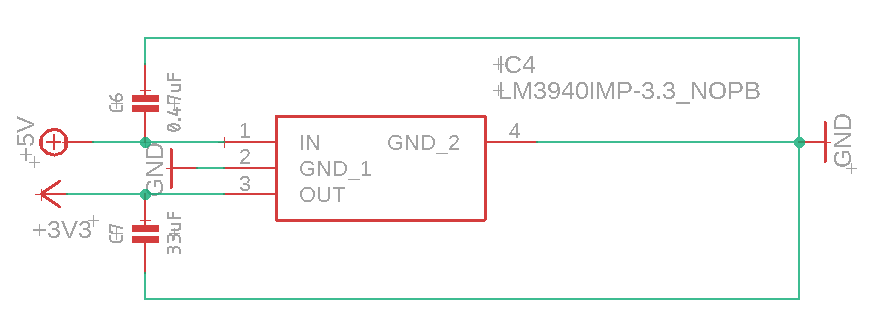 IC4
LM3940IMP-3.3_NOPB
C6
0.47uF
+5V
1
IN
GND_2
4
GND
2
GND_1
GND
3
OUT
+3V3
C7
33uF